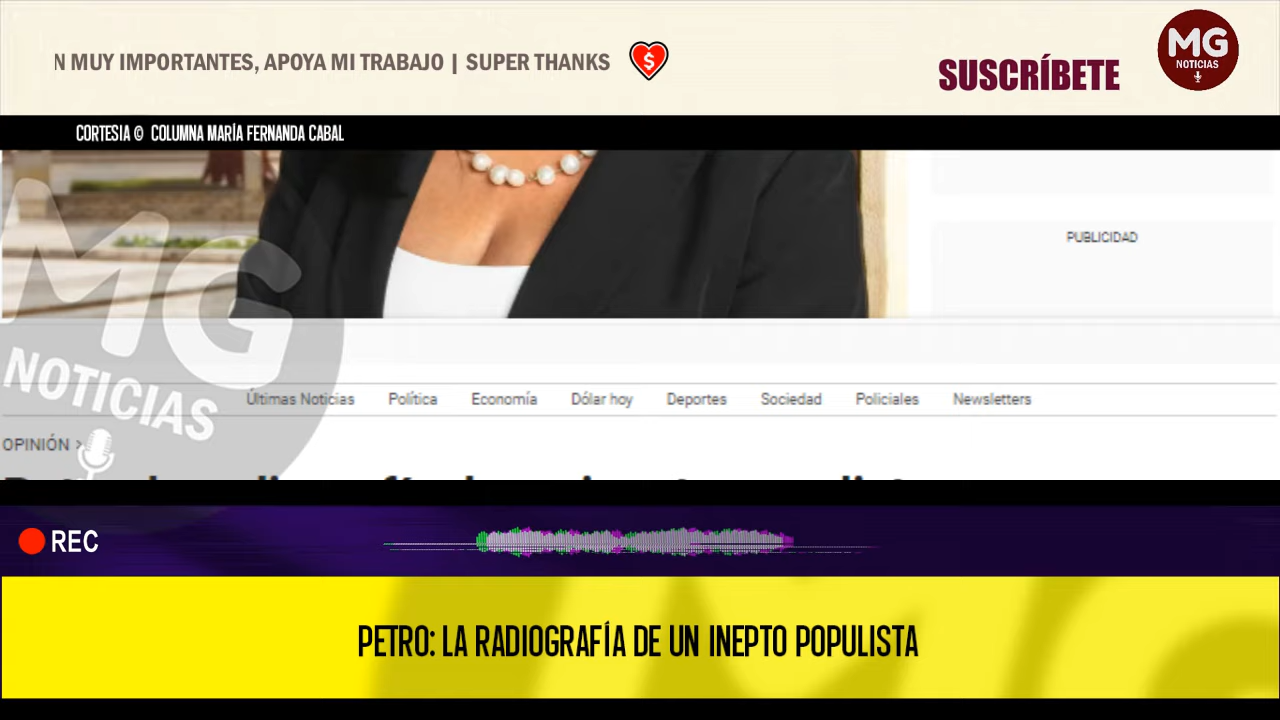 N MUY IMPORTANTES, APOYA MI TRABAJO | SUPER THANKS
SUSCRÍBETE
MG
NOTICIAS
CORTESIA © COLUMNA MARÍA FERNANDA CABAL
PUBLICIDAD
MG
NOTICIAS
Últimas Noticias Política Economía Dólar hoy Deportes Sociedad Policiales Newsletters
OPINIÓN >
REC
PETRO: LA RADIOGRAFÍA DE UN INEPTO POPULISTA